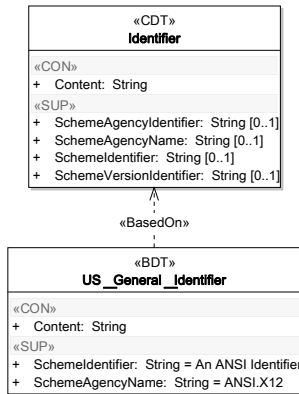 «CDT»
Identifier
«CON»
+ Content: String
«SUP»
+ SchemeAgencyIdentifier: String [0..1]
+ SchemeAgencyName: String [0..1]
+ SchemeIdentifier: String [0..1]
+ SchemeVersionIdentifier: String [0..1]
«BasedOn»
«BDT»
US _General _Identifier
«CON»
+ Content: String
«SUP»
+ SchemeIdentifier: String = An ANSI Identifier
+ SchemeAgencyName: String = ANSI.X12